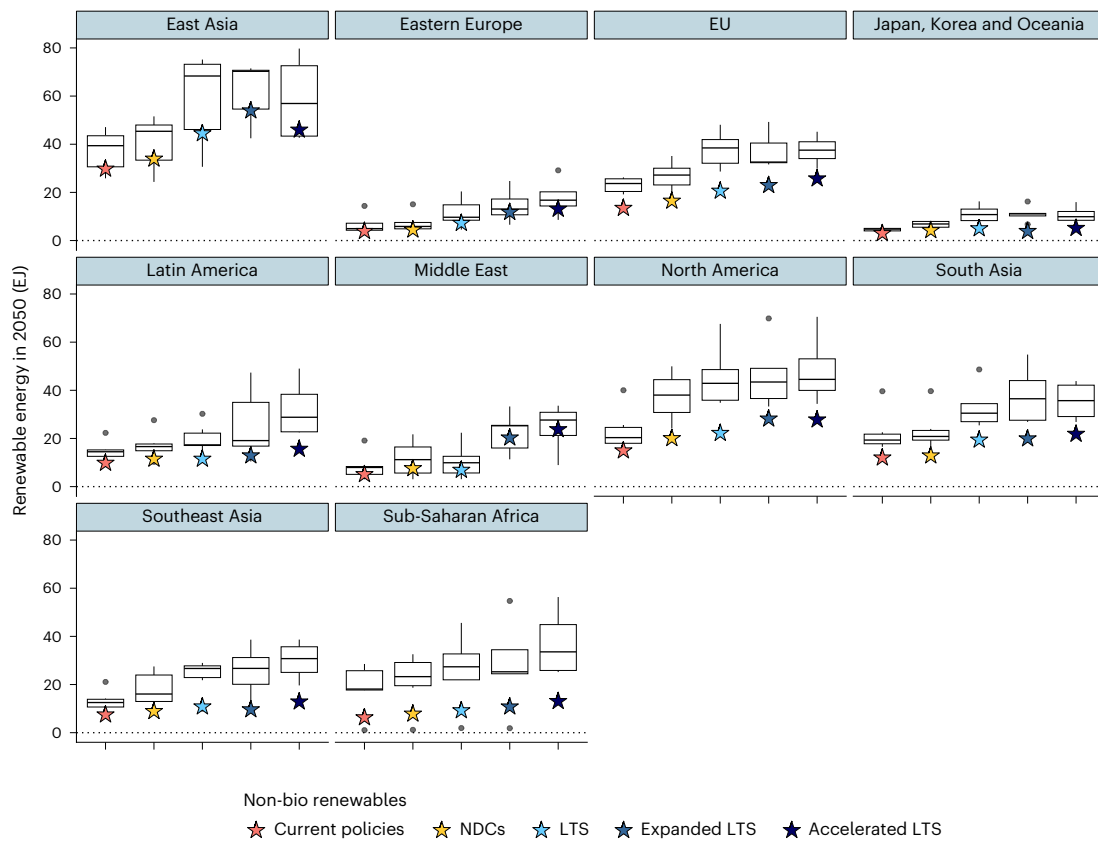 East Asia
Eastern Europe
EU
Japan, Korea and Oceania
80
60
40
20
0
Latin America
Middle East
North America
South Asia
80
60
40
20
0
Renewable energy in 2050 (EJ)
Southeast Asia
Sub-Saharan Africa
80
60
40
20
0
Non-bio renewables
Current policies
NDCs
LTS
Expanded LTS
Accelerated LTS